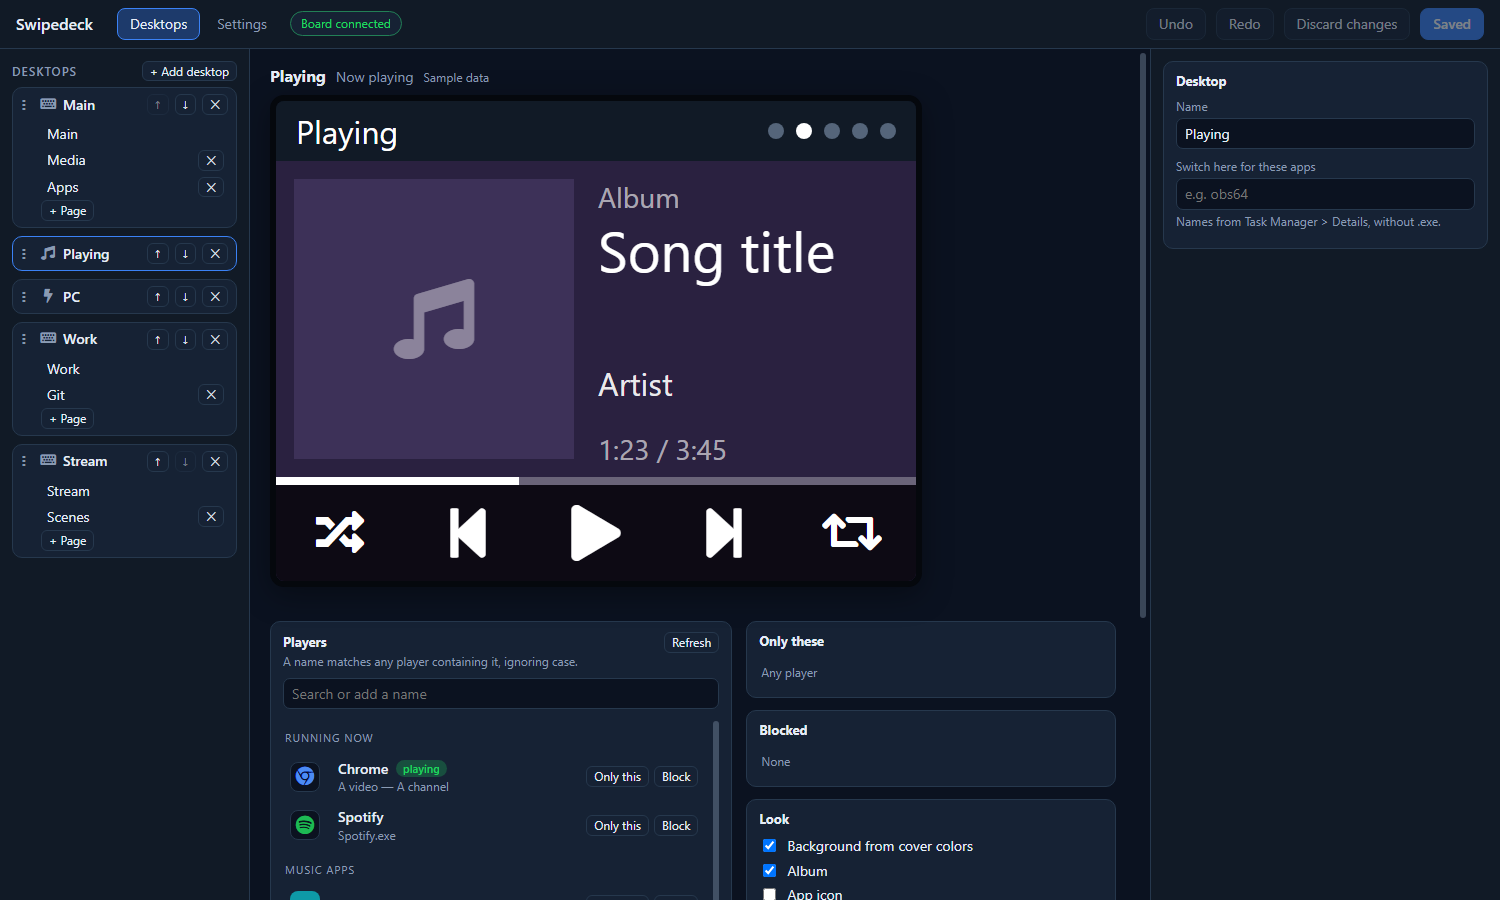 Swipedeck
Desktops
Settings
Board connected
Undo
Redo
Discard changes
Saved
DESKTOPS
+ Add desktop
Main
Main
Media
Apps
+ Page
Playing
PC
Work
Work
Git
+ Page
Stream
Stream
Scenes
+ Page
Playing Now playing Sample data
Playing
Album
Song title
Artist
1:23 / 3:45
Players
Refresh
A name matches any player containing it, ignoring case.
Search or add a name
RUNNING NOW
Chrome playing
A video — A channel
Only this Block
Spotify
Spotify.exe
Only this Block
MUSIC APPS
Only these
Any player
Blocked
None
Look
Background from cover colors
Album
App icon
Desktop
Name
Playing
Switch here for these apps
e.g. obs64
Names from Task Manager > Details, without .exe.